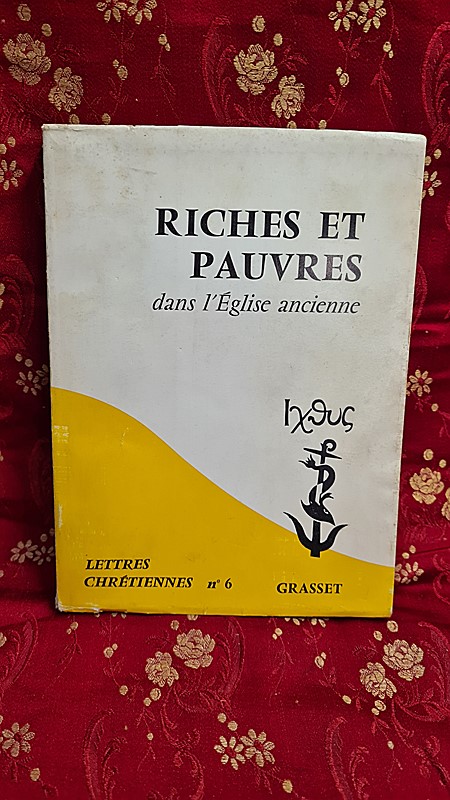 RICHES ET
PAUVRES
dans l'Église ancienne
Ιχθυς
LETTRES
CHRÉTIENNES n° 6
GRASSET